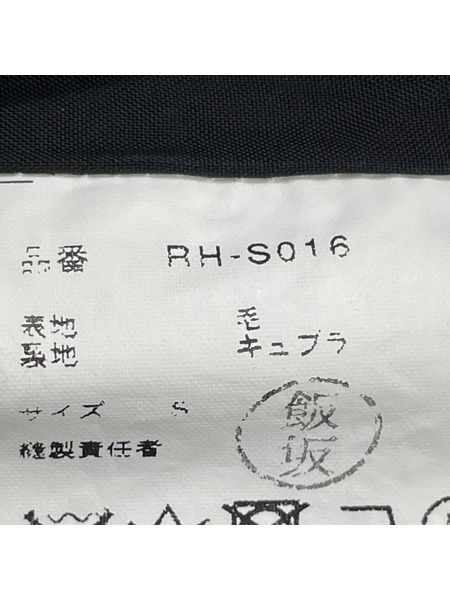 品番 RH-S016
表地 毛
裏地 キュプラ
サイズ S
縫製責任者 飯坂